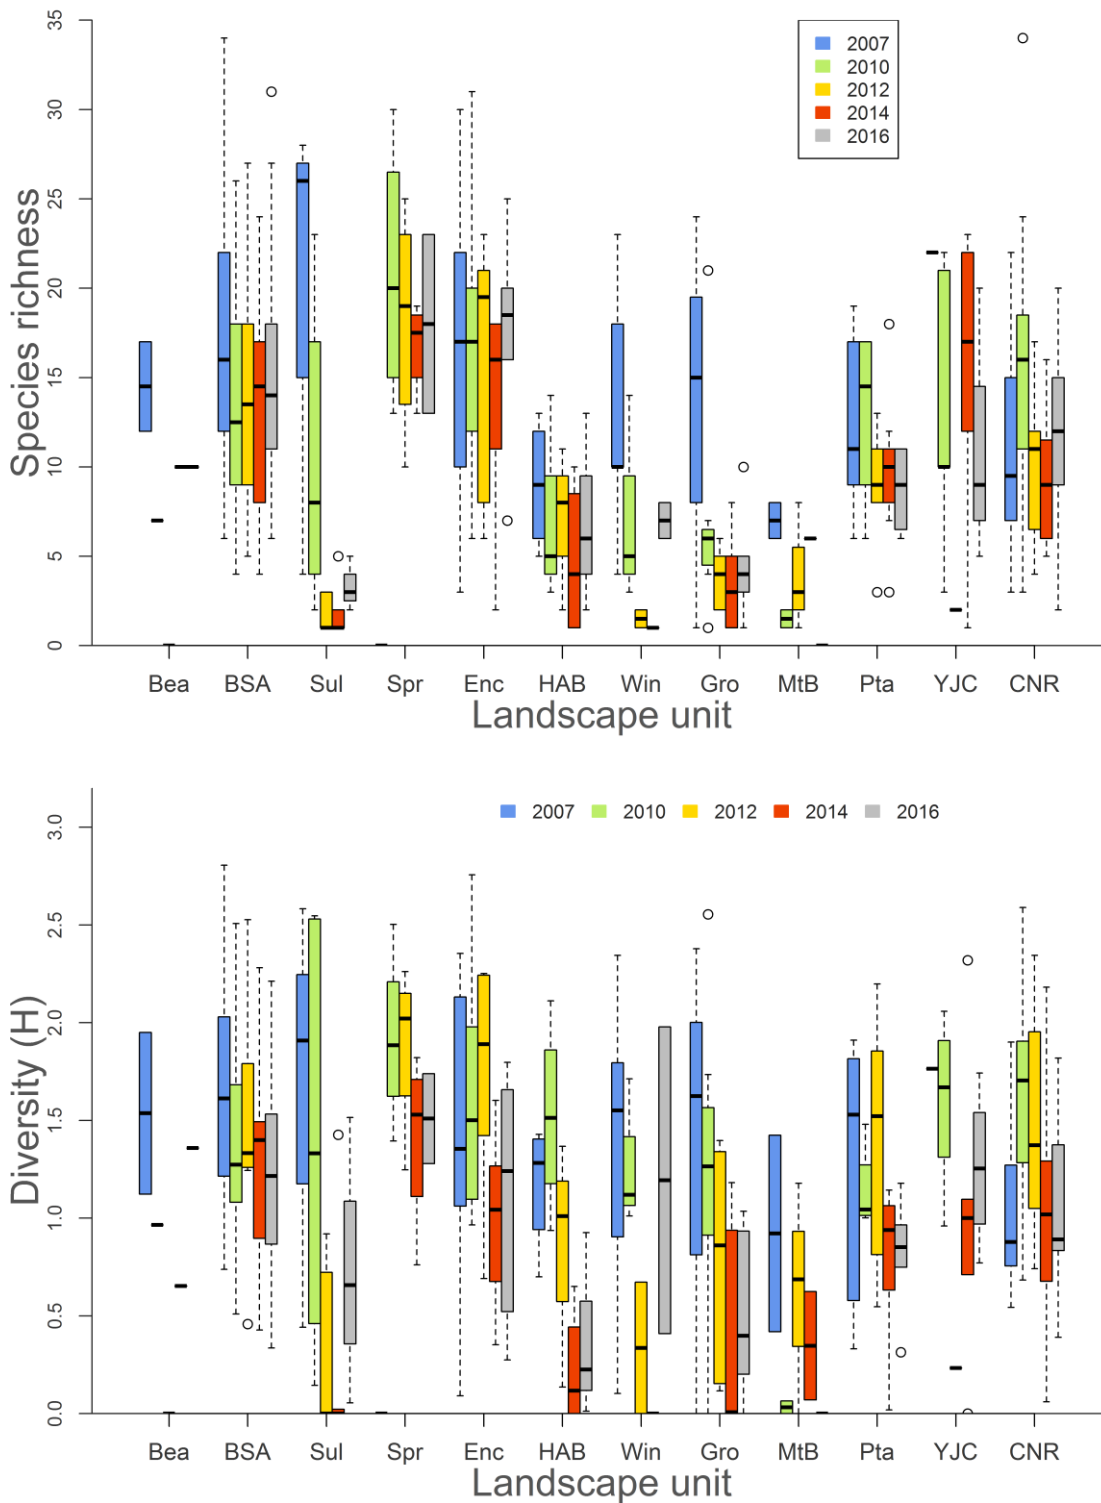 Species richness
35
30
25
20
15
10
5
0
2007
2010
2012
2014
2016
Bea BSA Sul Spr Enc HAB Win Gro MtB Pta YJC CNR
Landscape unit
Diversity (H)
3.0
2.5
2.0
1.5
1.0
0.5
0.0
2007 2010 2012 2014 2016
Bea BSA Sul Spr Enc HAB Win Gro MtB Pta YJC CNR
Landscape unit